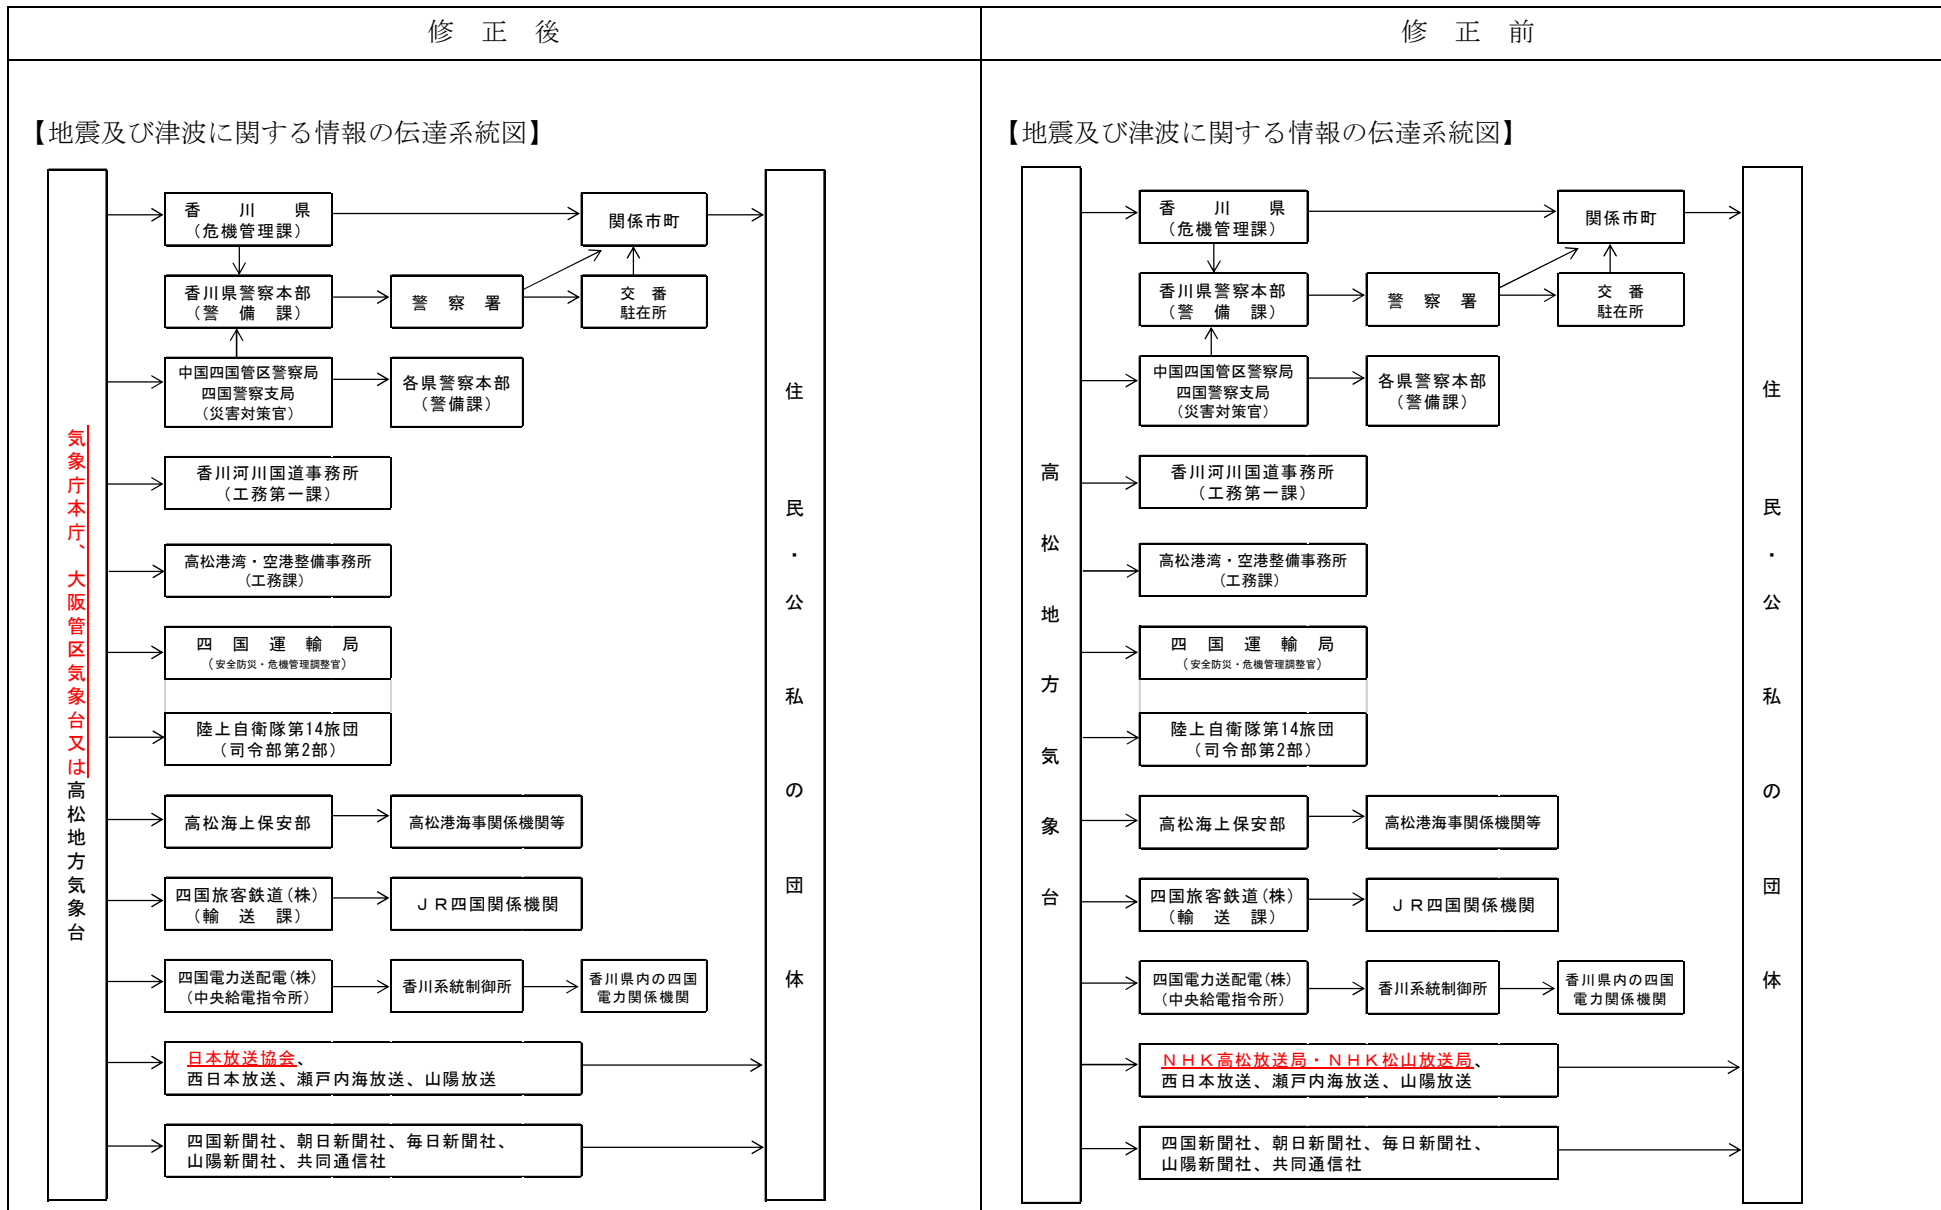 修　正　後
【地震及び津波に関する情報の伝達系統図】
気象庁本庁、大阪管区気象台又は高松地方気象台
香　川　県
（危機管理課）
関係市町
香川県警察本部
（警　備　課）
警　察　署
交　番
駐在所
中国四国管区警察局
四国警察支局
（災害対策官）
各県警察本部
（警備課）
香川河川国道事務所
（工務第一課）
高松港湾・空港整備事務所
（工務課）
四　国　運　輸　局
（安全防災・危機管理調整官）
陸上自衛隊第14旅団
（司令部第2部）
高松海上保安部
高松港海事関係機関等
四国旅客鉄道（株）
（輸　送　課）
ＪＲ四国関係機関
四国電力送配電（株）
（中央給電指令所）
香川系統制御所
香川県内の四国
電力関係機関
日本放送協会、
西日本放送、瀬戸内海放送、山陽放送
四国新聞社、朝日新聞社、毎日新聞社、
山陽新聞社、共同通信社
住民・公私の団体
修　正　前
【地震及び津波に関する情報の伝達系統図】
高松地方気象台
香　川　県
（危機管理課）
関係市町
香川県警察本部
（警　備　課）
警　察　署
交　番
駐在所
中国四国管区警察局
四国警察支局
（災害対策官）
各県警察本部
（警備課）
香川河川国道事務所
（工務第一課）
高松港湾・空港整備事務所
（工務課）
四　国　運　輸　局
（安全防災・危機管理調整官）
陸上自衛隊第14旅団
（司令部第2部）
高松海上保安部
高松港海事関係機関等
四国旅客鉄道（株）
（輸　送　課）
ＪＲ四国関係機関
四国電力送配電（株）
（中央給電指令所）
香川系統制御所
香川県内の四国
電力関係機関
ＮＨＫ高松放送局・ＮＨＫ松山放送局、
西日本放送、瀬戸内海放送、山陽放送
四国新聞社、朝日新聞社、毎日新聞社、
山陽新聞社、共同通信社
住民・公私の団体